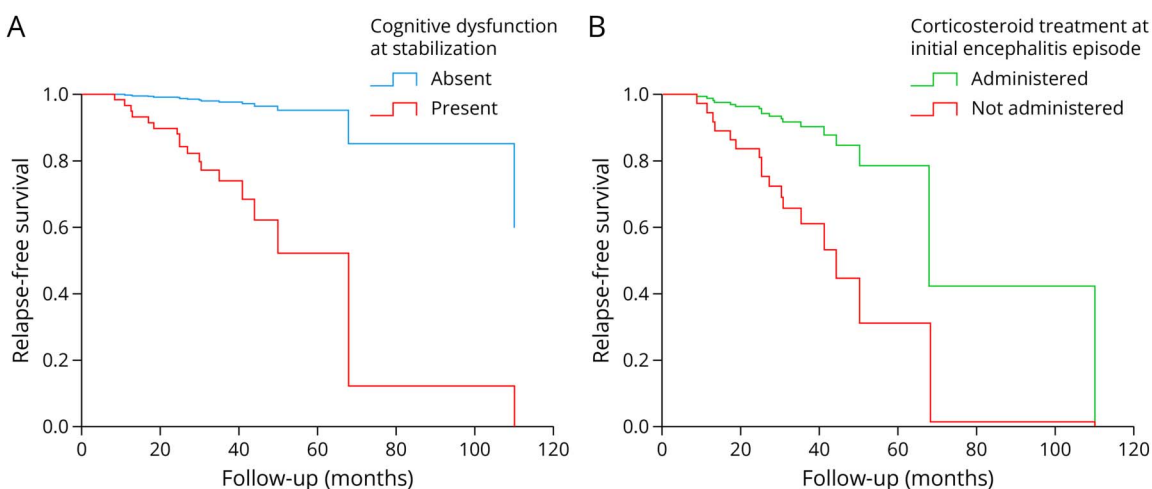 A
Cognitive dysfunction
at stabilization
Absent
Present
1.0
0.8
0.6
0.4
0.2
0.0
Relapse-free survival
0
20
40
60
80
100
120
Follow-up (months)
B
Corticosteroid treatment at
initial encephalitis episode
Administered
Not administered
1.0
0.8
0.6
0.4
0.2
0.0
Relapse-free survival
0
20
40
60
80
100
120
Follow-up (months)